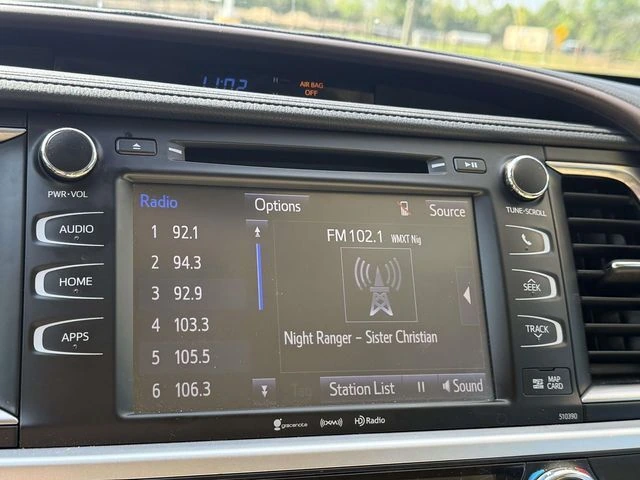 11:02
AIR BAG
OFF
PWR•VOL
AUDIO
HOME
APPS
Radio
Options
Source
1 92.1
2 94.3
3 92.9
4 103.3
5 105.5
6 106.3
FM 102.1 WMXT Nig
Night Ranger - Sister Christian
Tag
Station List
Sound
gracenote
((XM))
HD Radio
TUNE•SCROLL
SEEK
TRACK
MAP
CARD
510390